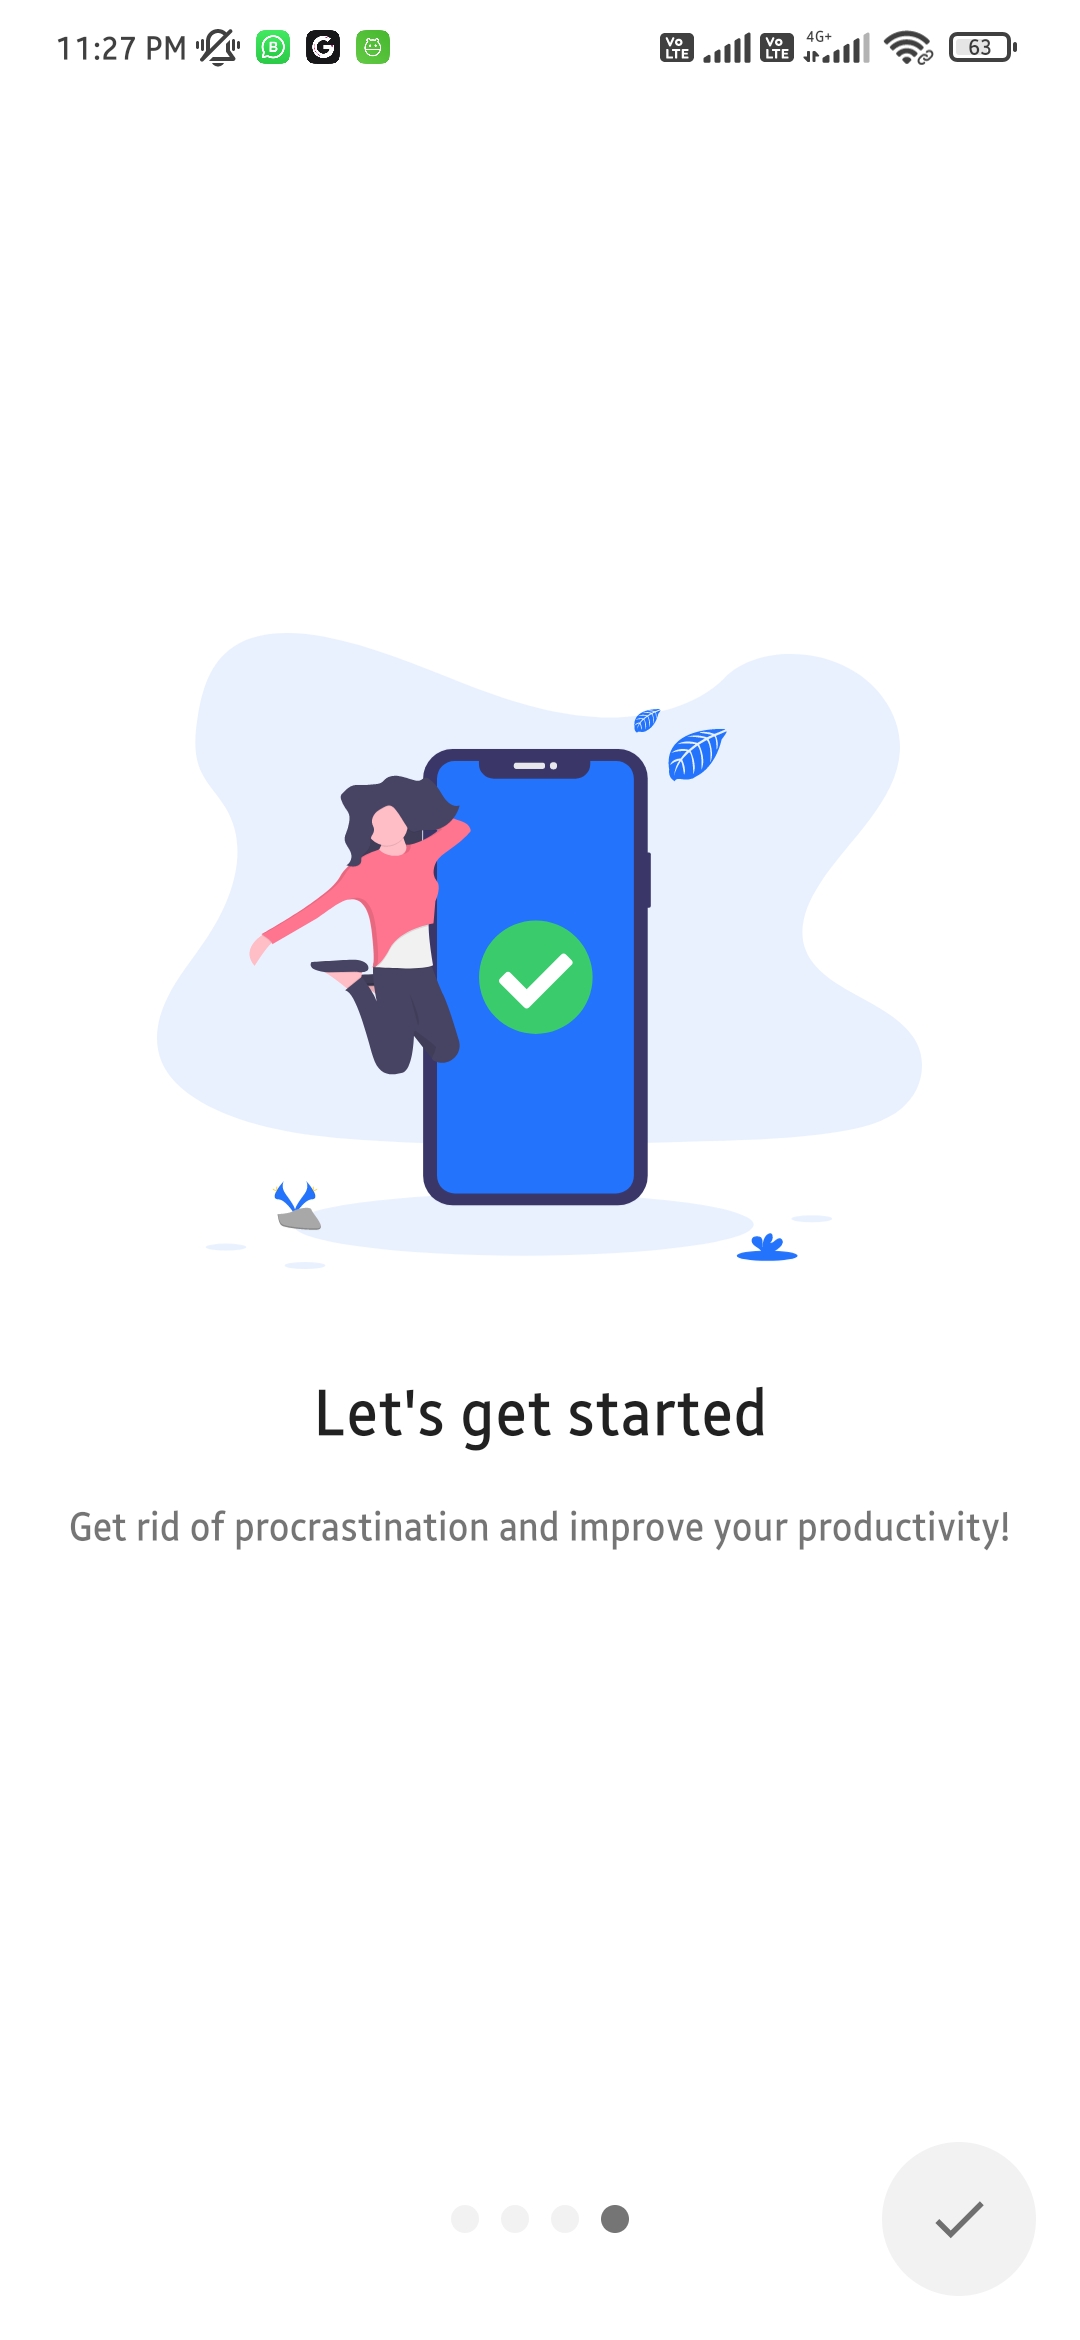 11:27 PM B G Vo LTE Vo LTE 4G+ 63
Let's get started
Get rid of procrastination and improve your productivity!